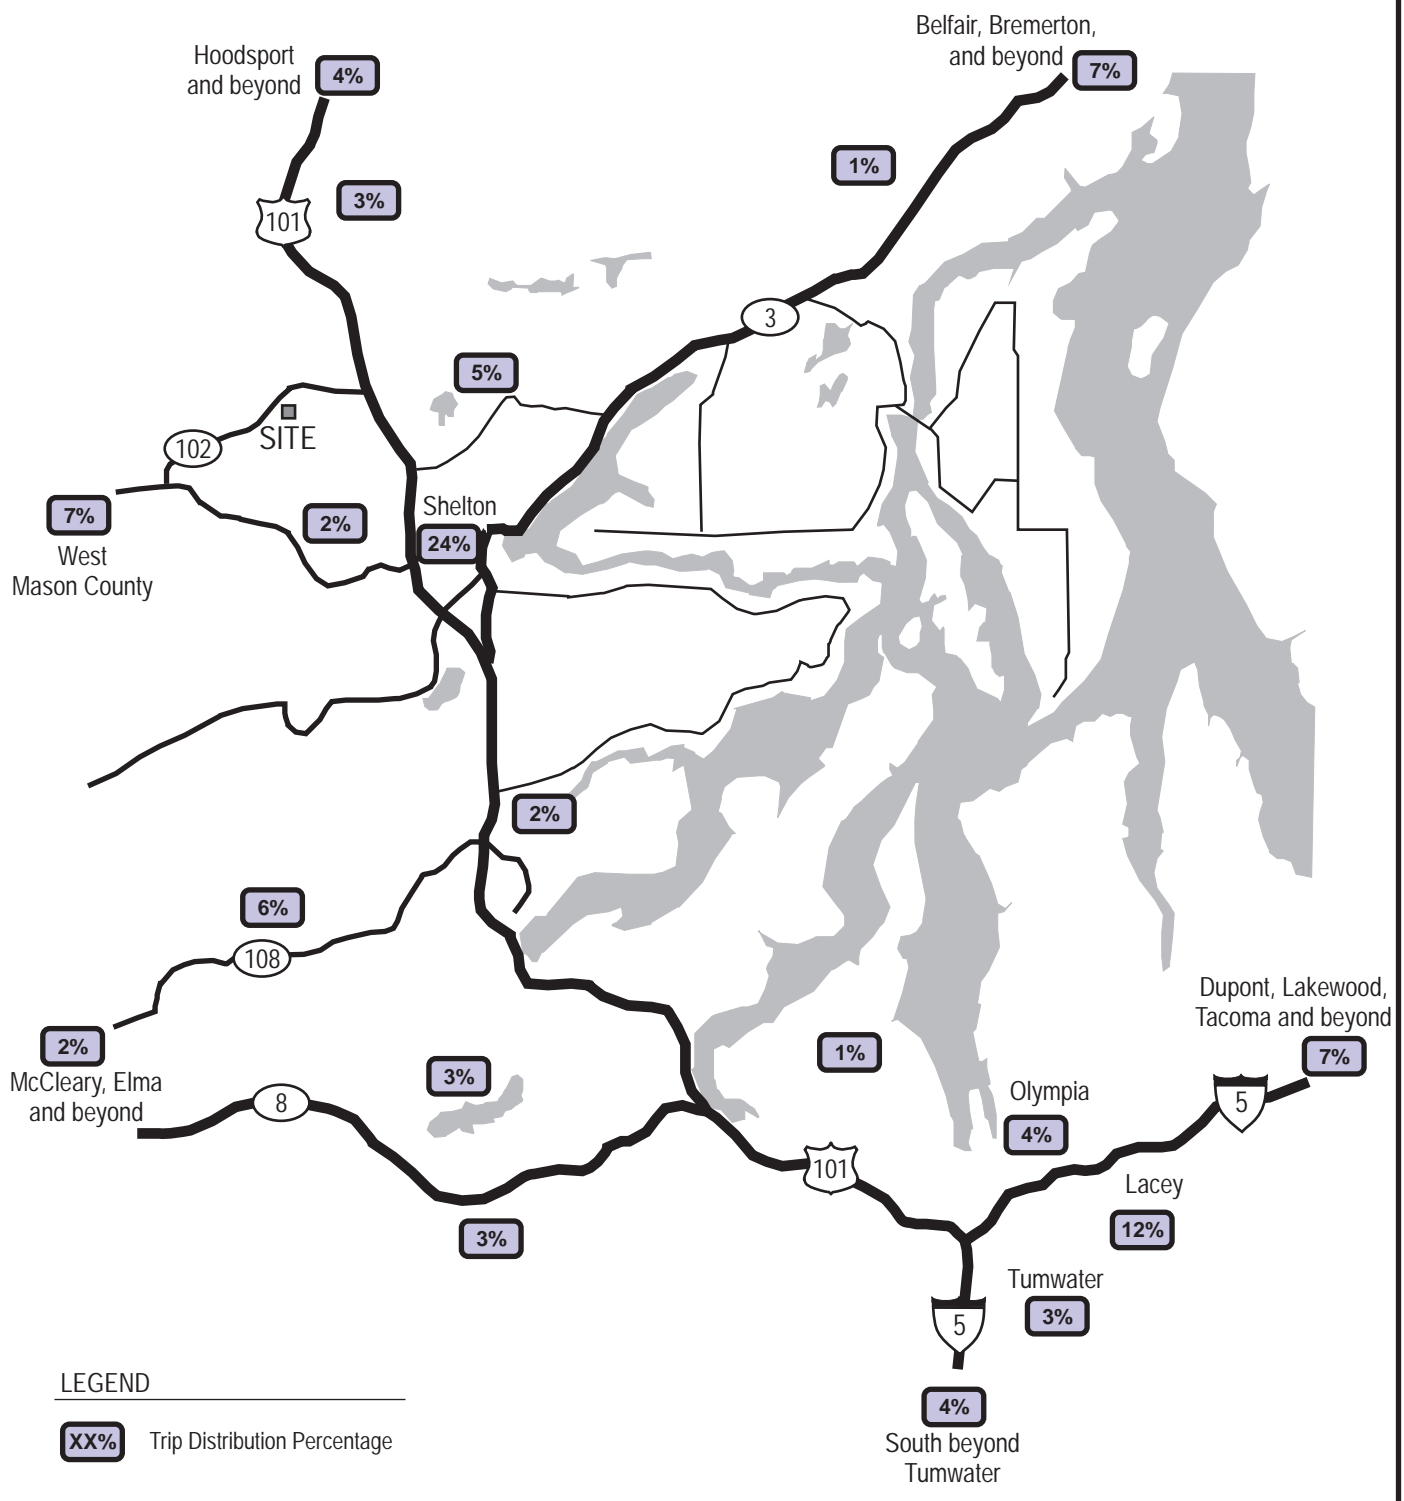 Belfair, Bremerton,
and beyond
7%
Hoodsport
and beyond
4%
1%
3%
101
3
5%
SITE
102
7%
West
Mason County
2%
Shelton
24%
2%
6%
108
2%
McCleary, Elma
and beyond
3%
8
3%
1%
Dupont, Lakewood,
Tacoma and beyond
7%
5
Olympia
4%
101
Lacey
12%
Tumwater
3%
5
4%
South beyond
Tumwater
LEGEND
XX% Trip Distribution Percentage